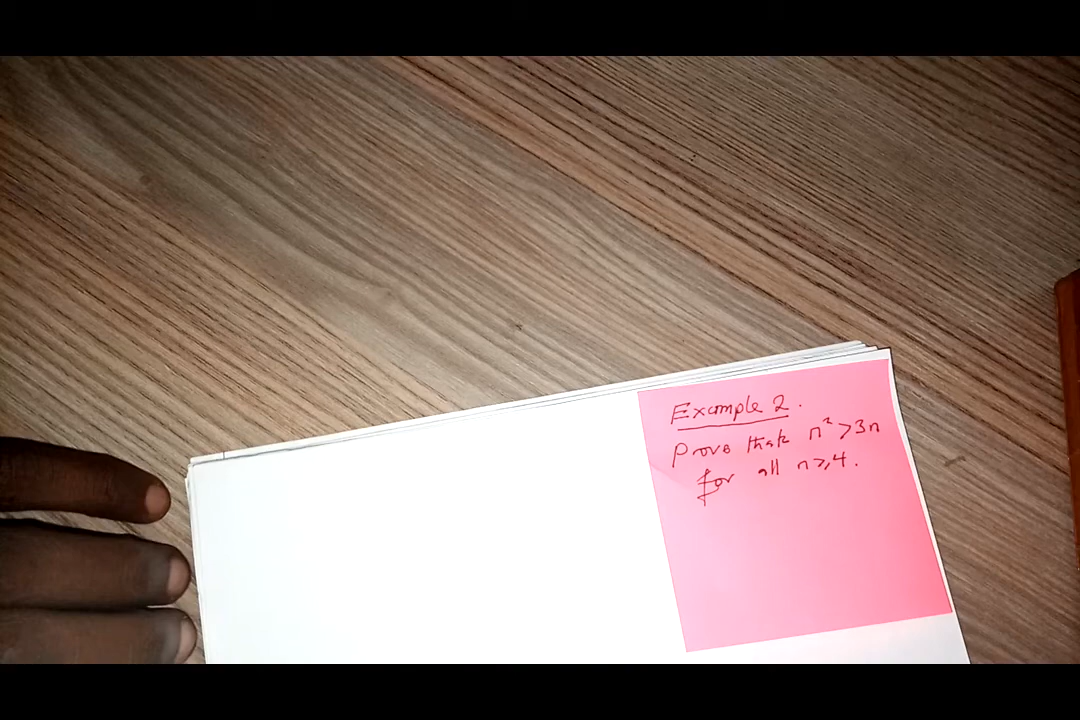 Example 2.
Prove that n² > 3n
for all n ≥ 4.